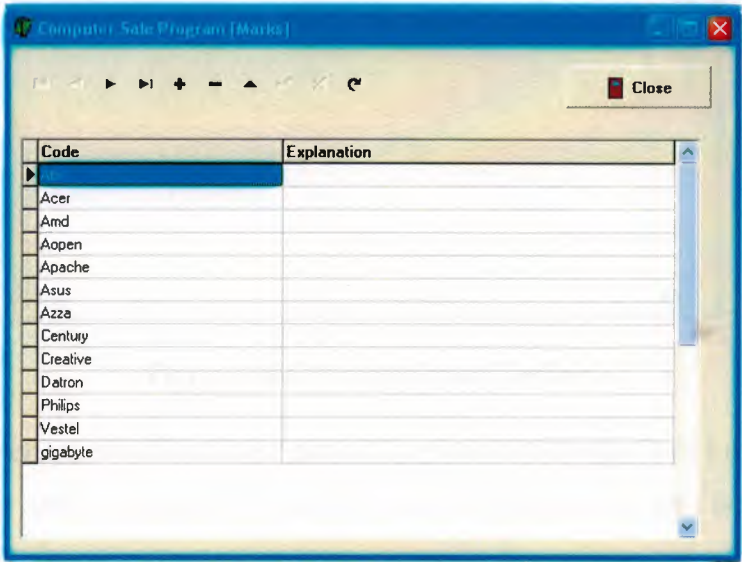 Computer Sale Program [Marks]
Close
Code Explanation
Acer
Amd
Aopen
Apache
Asus
Azza
Century
Creative
Datron
Philips
Vestel
gigabyte